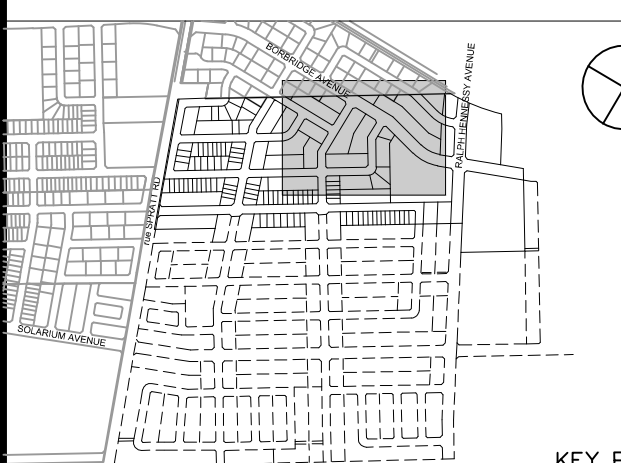 BORBRIDGE AVENUE
RALPH HENNESSY AVENUE
rue SPRATT RD
SOLARIUM AVENUE
KEY